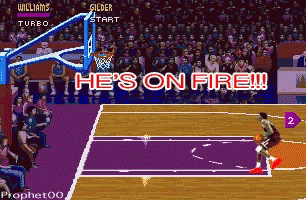 WILLIAMS GILDER
TURBO START
HE'S ON FIRE!!!
2
Prophet00